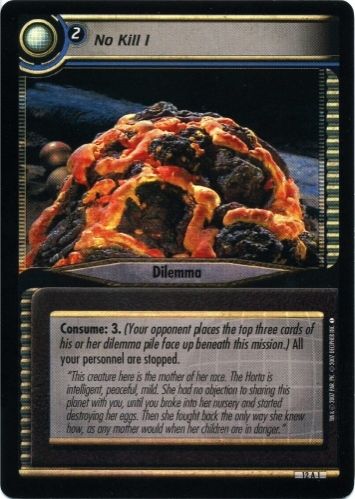 2
No Kill I
Dilemma
Consume: 3. (Your opponent places the top three cards of
his or her dilemma pile face up beneath this mission.) All
your personnel are stopped.
"This creature here is the mother of her race. The Horta is
intelligent, peaceful, mild. She had no objection to sharing this
planet with you, until you broke into her nursery and started
destroying her eggs. Then she fought back the only way she knew
how, as any mother would when her children are in danger."
12 A 1